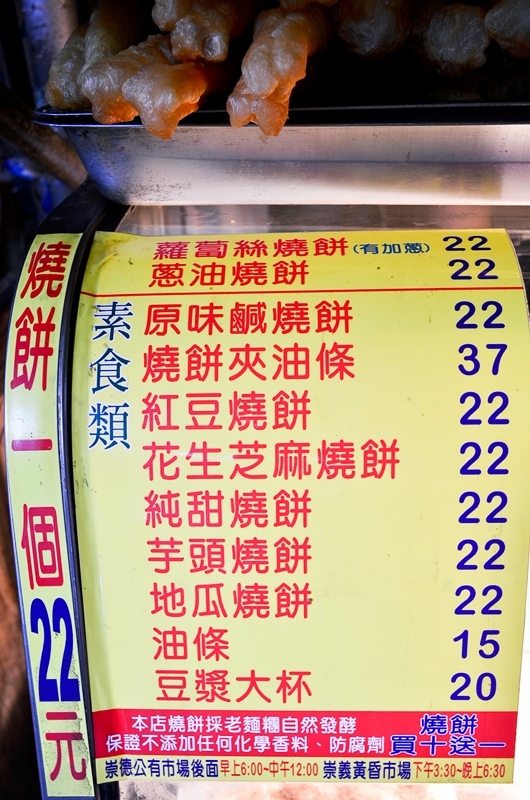 燒餅一個22元
蘿蔔絲燒餅(有加蔥) 22
蔥油燒餅 22
素食類
原味鹹燒餅 22
燒餅夾油條 37
紅豆燒餅 22
花生芝麻燒餅 22
純甜燒餅 22
芋頭燒餅 22
地瓜燒餅 22
油條 15
豆漿大杯 20
本店燒餅採老麵糰自然發酵
保證不添加任何化學香料、防腐劑
燒餅
買十送一
崇德公有市場後面早上6:00~中午12:00 崇義黃昏市場下午3:30~晚上6:30